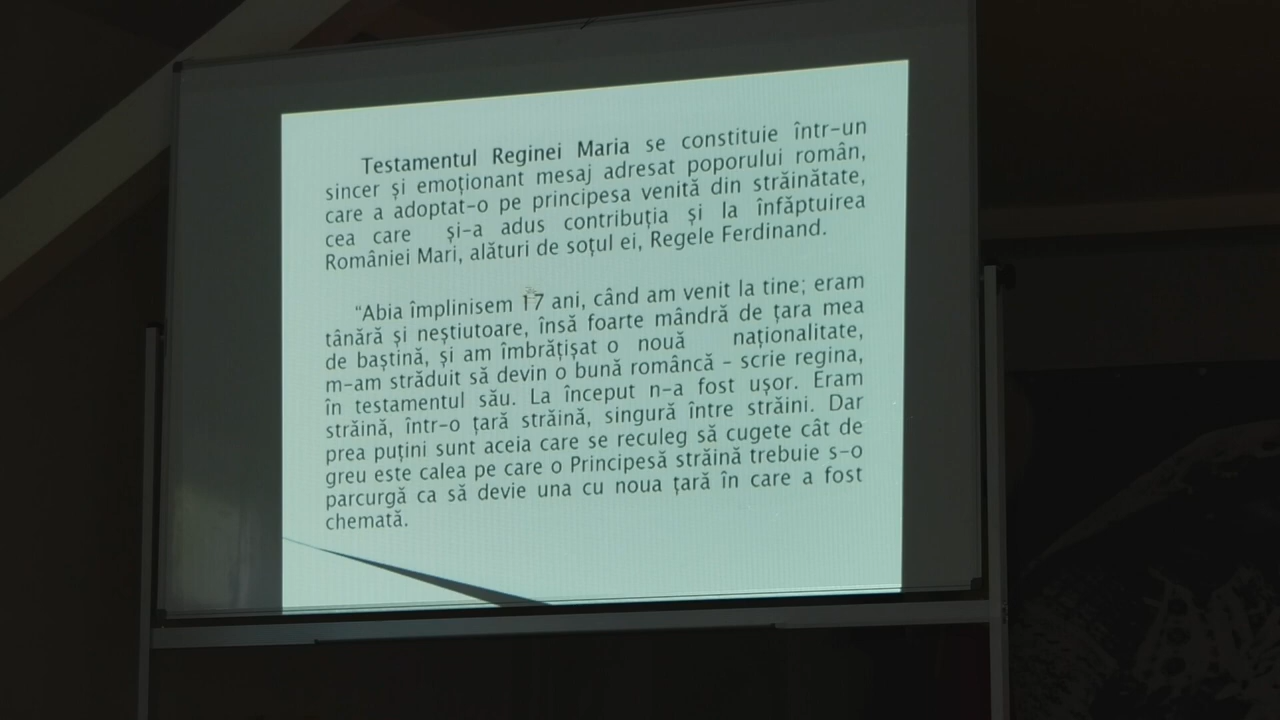 Testamentul Reginei Maria se constituie într-un
sincer și emoționant mesaj adresat poporului român,
care a adoptat-o pe principesa venită din străinătate,
cea care și-a adus contribuția și la înfăptuirea
României Mari, alături de soțul ei, Regele Ferdinand.
“Abia împlinisem 17 ani, când am venit la tine; eram
tânără și neștiutoare, însă foarte mândră de țara mea
de baștină, și am îmbrățișat o nouă naționalitate,
m-am străduit să devin o bună româncă – scrie regina,
în testamentul său. La început n-a fost ușor. Eram
străină, într-o țară străină, singură între străini. Dar
prea puțini sunt aceia care se reculeg să cugete cât de
greu este calea pe care o Principesă străină trebuie s-o
parcurgă ca să devie una cu noua țară în care a fost
chemată.